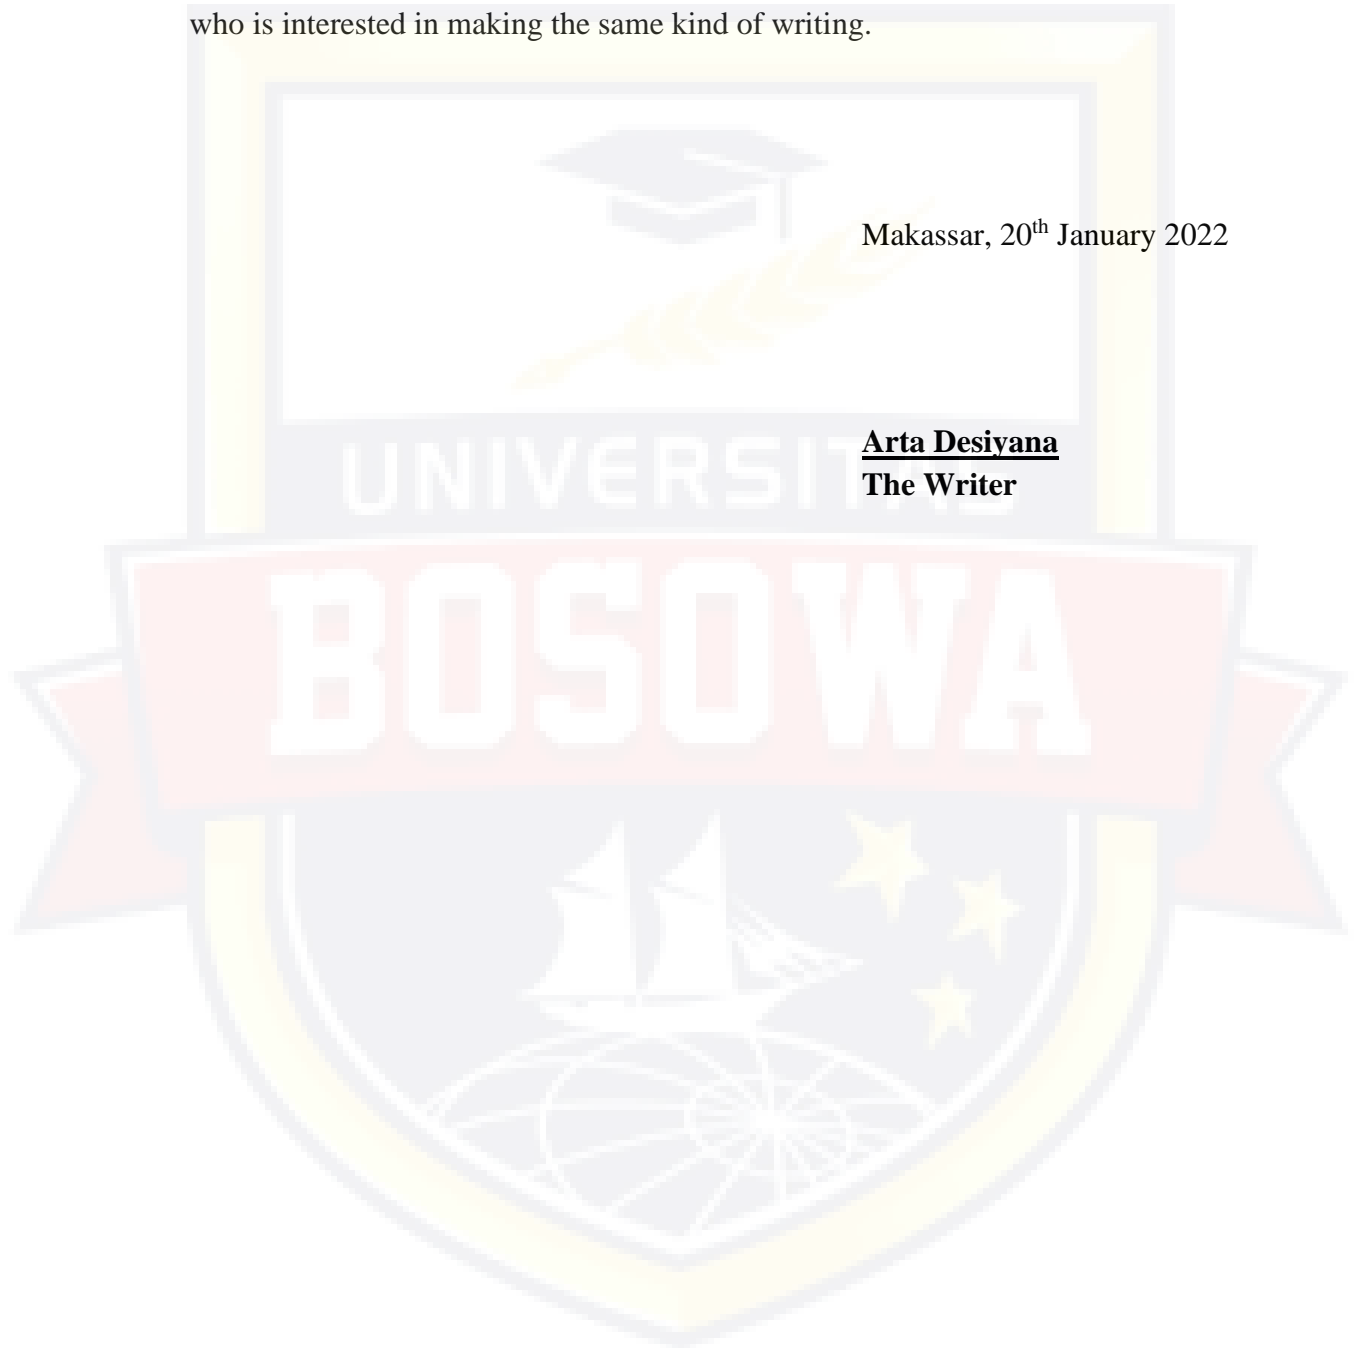 who is interested in making the same kind of writing.
Makassar, 20th January 2022
Arta Desiyana
The Writer
UNIVERSITAS
BOSOWA